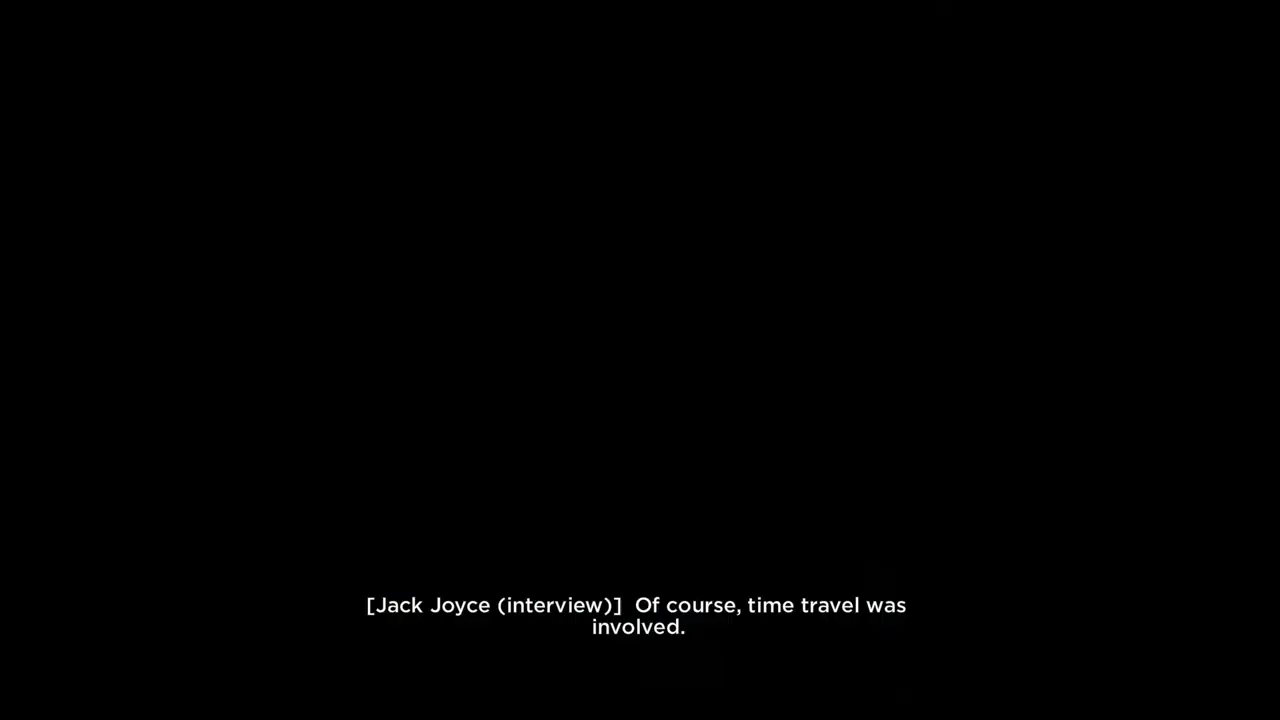 [Jack Joyce (interview)]  Of course, time travel was
involved.